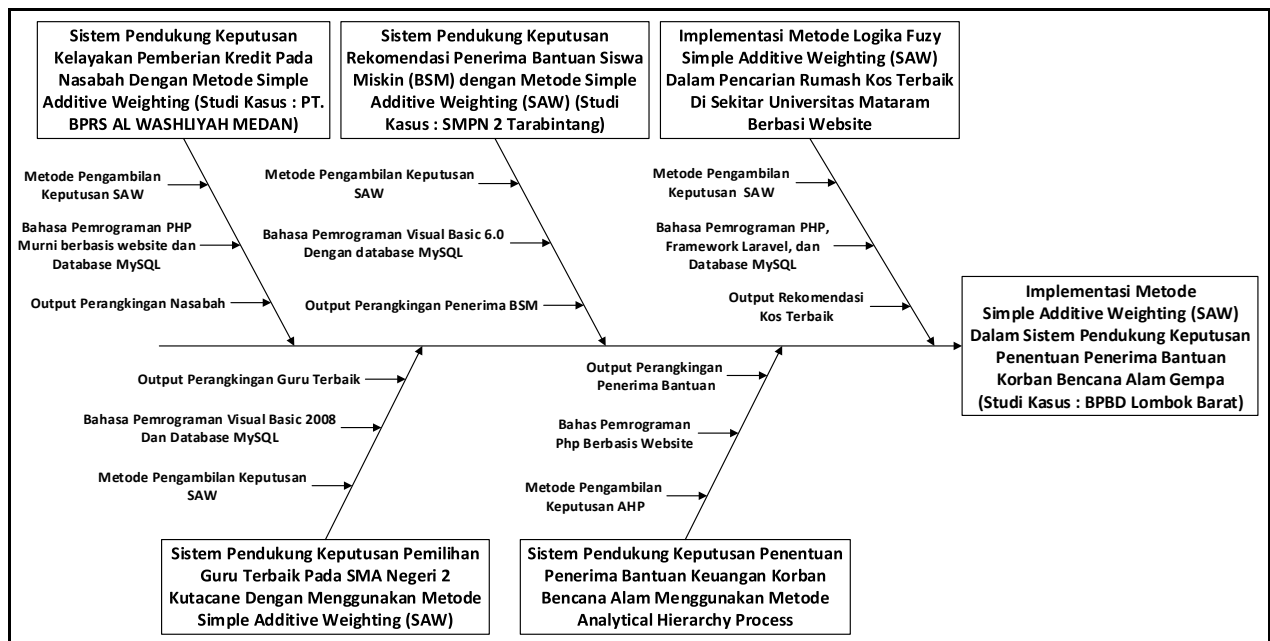 Sistem Pendukung Keputusan
Kelayakan Pemberian Kredit Pada
Nasabah Dengan Metode Simple
Additive Weighting (Studi Kasus : PT.
BPRS AL WASHLIYAH MEDAN)
Sistem Pendukung Keputusan
Rekomendasi Penerima Bantuan Siswa
Miskin (BSM) dengan Metode Simple
Additive Weighting (SAW) (Studi
Kasus : SMPN 2 Tarabintang)
Implementasi Metode Logika Fuzy
Simple Additive Weighting (SAW)
Dalam Pencarian Rumash Kos Terbaik
Di Sekitar Universitas Mataram
Berbasi Website
Metode Pengambilan
Keputusan SAW
Bahasa Pemrograman PHP
Murni berbasis website dan
Database MySQL
Output Perangkingan Nasabah
Metode Pengambilan Keputusan
SAW
Bahasa Pemrograman Visual Basic 6.0
Dengan database MySQL
Output Perangkingan Penerima BSM
Metode Pengambilan
Keputusan SAW
Bahasa Pemrograman PHP,
Framework Laravel, dan
Database MySQL
Output Rekomendasi
Kos Terbaik
Implementasi Metode
Simple Additive Weighting (SAW)
Dalam Sistem Pendukung Keputusan
Penentuan Penerima Bantuan
Korban Bencana Alam Gempa
(Studi Kasus : BPBD Lombok Barat)
Output Perangkingan Guru Terbaik
Bahasa Pemrograman Visual Basic 2008
Dan Database MySQL
Metode Pengambilan Keputusan
SAW
Output Perangkingan
Penerima Bantuan
Bahas Pemrograman
Php Berbasis Website
Metode Pengambilan
Keputusan AHP
Sistem Pendukung Keputusan Pemilihan
Guru Terbaik Pada SMA Negeri 2
Kutacane Dengan Menggunakan Metode
Simple Additive Weighting (SAW)
Sistem Pendukung Keputusan Penentuan
Penerima Bantuan Keuangan Korban
Bencana Alam Menggunakan Metode
Analytical Hierarchy Process